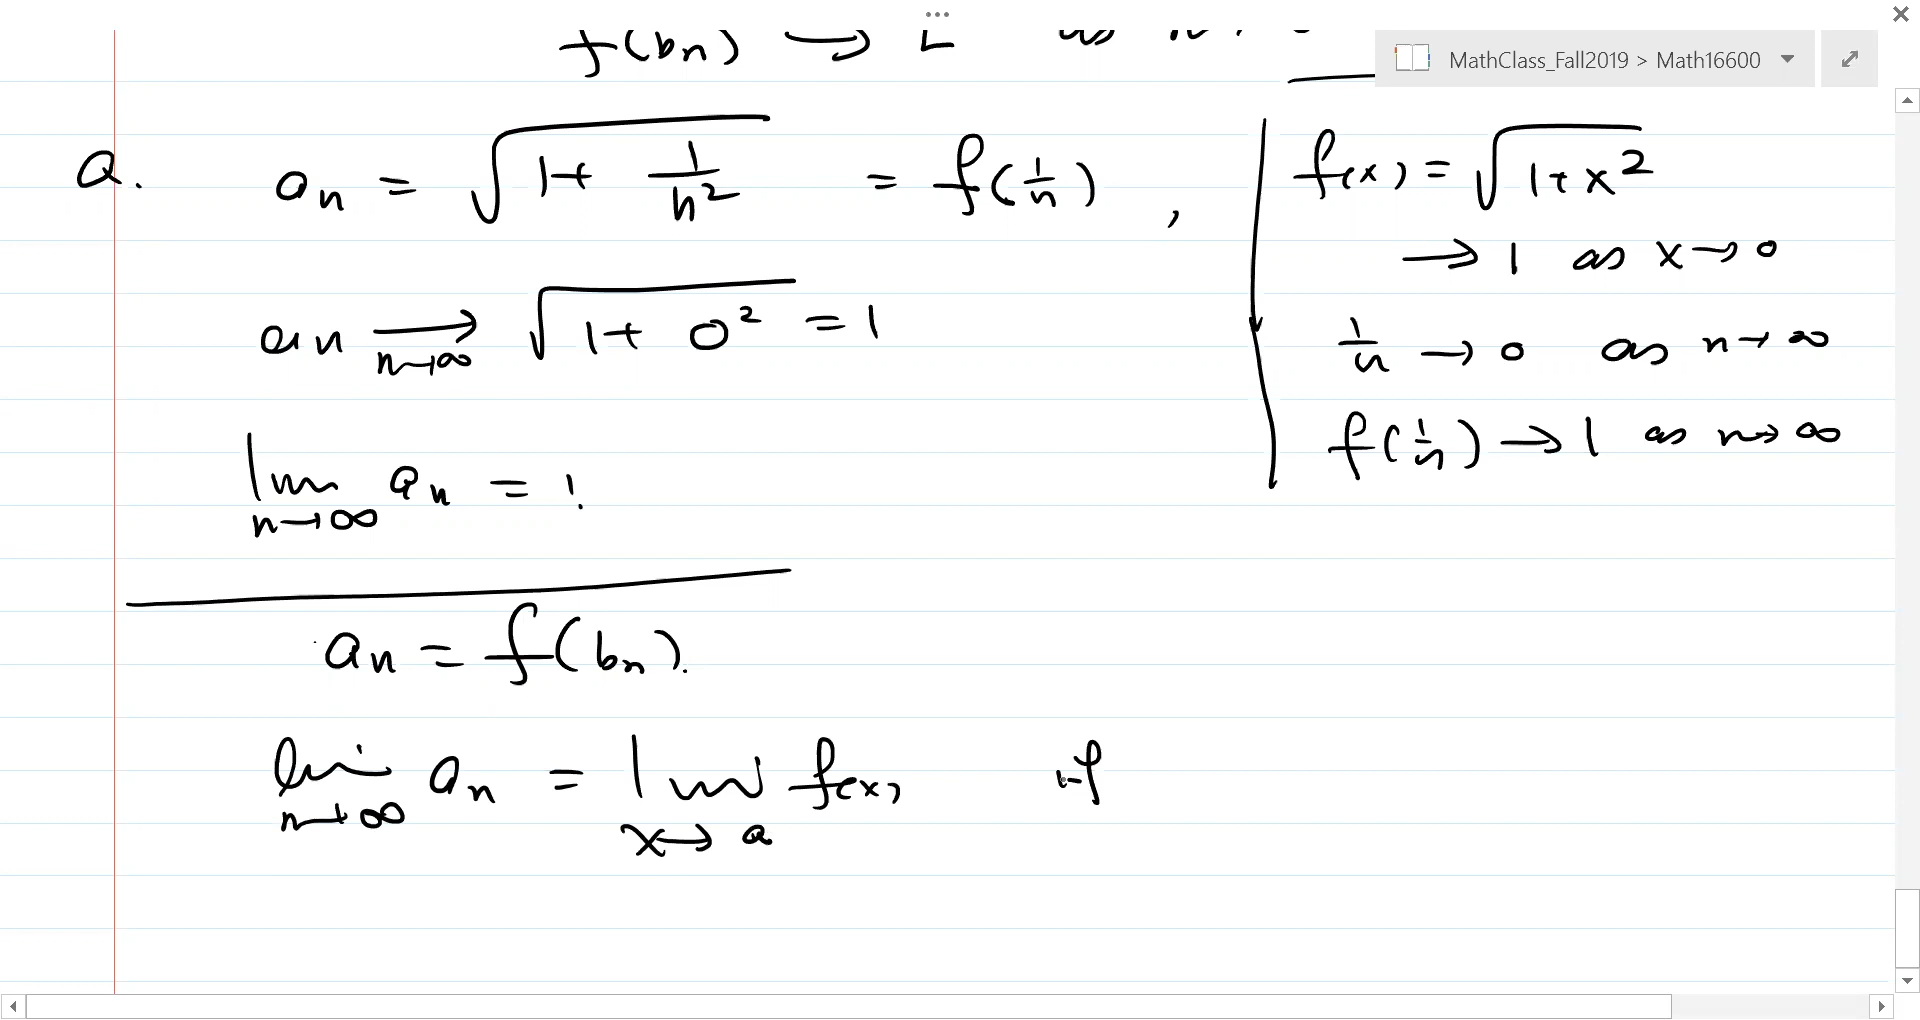 f(bn) → L as
MathClass_Fall2019 > Math16600
Q. an = √(1 + 1/n²) = f(1/n),
f(x) = √(1+x²)
→ 1 as x → 0
an →(n→∞) √(1 + 0²) = 1
1/n → 0 as n → ∞
f(1/n) → 1 as n → ∞
lim n→∞ an = 1.
an = f(bn).
lim n→∞ an = lim x→a f(x) if